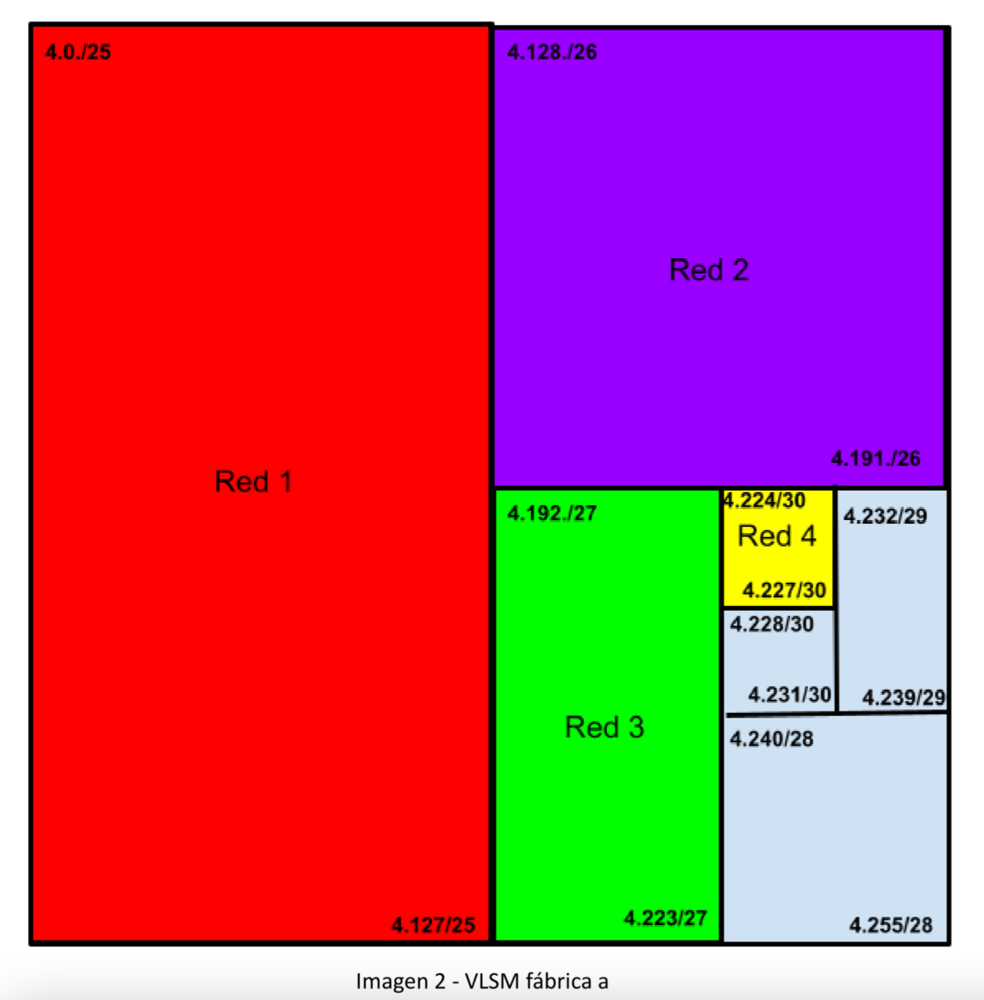 4.0./25
Red 1
4.127/25
4.128./26
Red 2
4.191./26
4.192./27
Red 3
4.223/27
4.224/30
Red 4
4.227/30
4.228/30
4.231/30
4.232/29
4.239/29
4.240/28
4.255/28
Imagen 2 - VLSM fábrica a